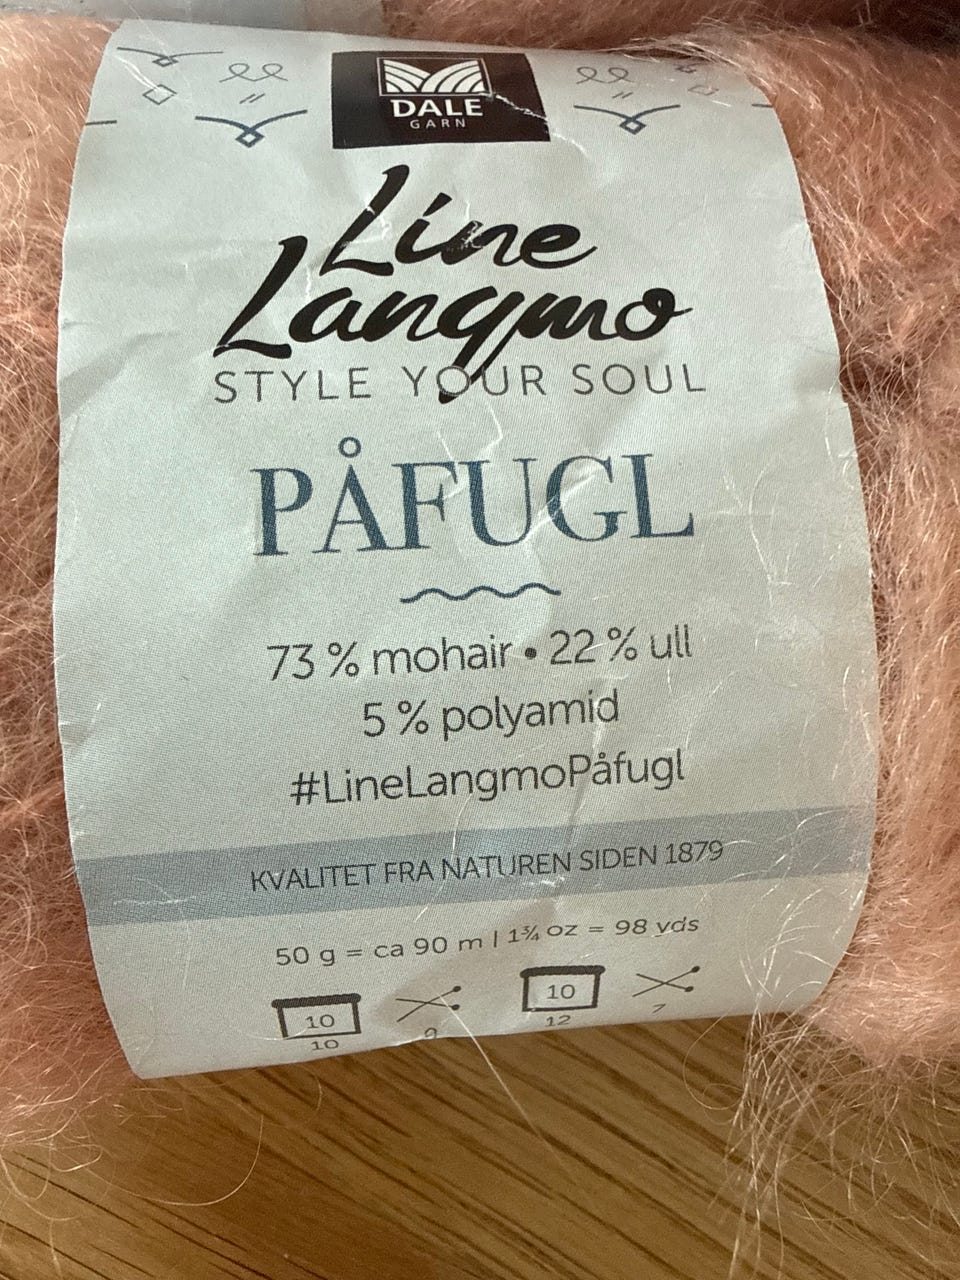 DALE
GARN
Line
Langmo
STYLE YOUR SOUL
PÅFUGL
73 % mohair • 22 % ull
5 % polyamid
#LineLangmoPåfugl
KVALITET FRA NATUREN SIDEN 1879
50 g = ca 90 m | 1¾ oz = 98 yds
10 10
10 9 12 7